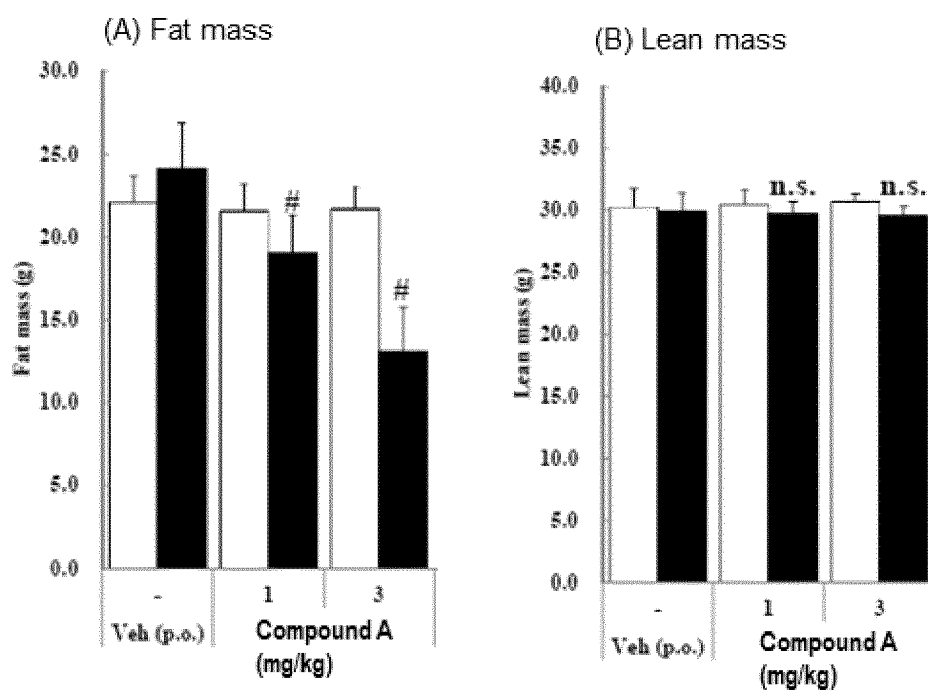 (A) Fat mass
30.0
25.0
20.0
15.0
10.0
5.0
0.0
Fat mass (g)
#
#
-
1
3
Veh (p.o.)
Compound A
(mg/kg)
(B) Lean mass
40.0
35.0
30.0
25.0
20.0
15.0
10.0
5.0
0.0
Lean mass (g)
n.s.
n.s.
-
1
3
Veh (p.o.)
Compound A
(mg/kg)